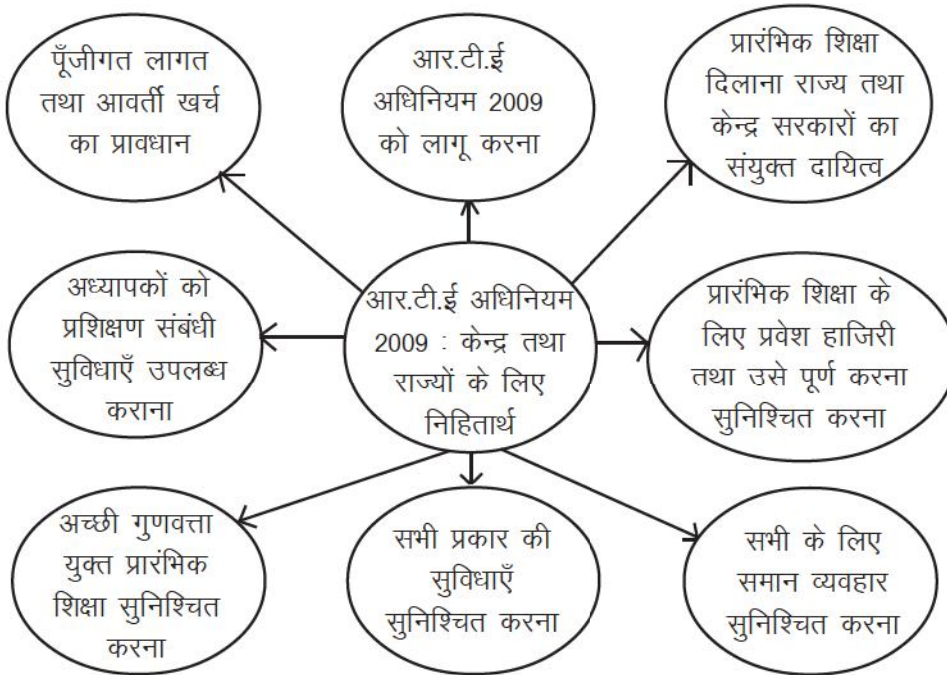 पूँजीगत लागत
तथा आवर्ती खर्च
का प्रावधान
आर.टी.ई
अधिनियम 2009
को लागू करना
प्रारंभिक शिक्षा
दिलाना राज्य तथा
केन्द्र सरकारों का
संयुक्त दायित्व
अध्यापकों को
प्रशिक्षण संबंधी
सुविधाएँ उपलब्ध
कराना
आर.टी.ई अधिनियम
2009 : केन्द्र तथा
राज्यों के लिए
निहितार्थ
प्रारंभिक शिक्षा के
लिए प्रवेश हाजिरी
तथा उसे पूर्ण करना
सुनिश्चित करना
अच्छी गुणवत्ता
युक्त प्रारंभिक
शिक्षा सुनिश्चित
करना
सभी प्रकार की
सुविधाएँ
सुनिश्चित करना
सभी के लिए
समान व्यवहार
सुनिश्चित करना